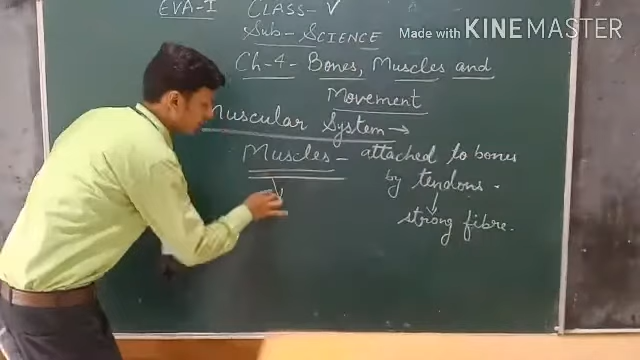 EVA-I CLASS- V
Made with KINEMASTER
Sub- SCIENCE
Ch-4- Bones, Muscles and
Movement
Muscular System→
Muscles - attached to bones
by tendons.
strong fibre.